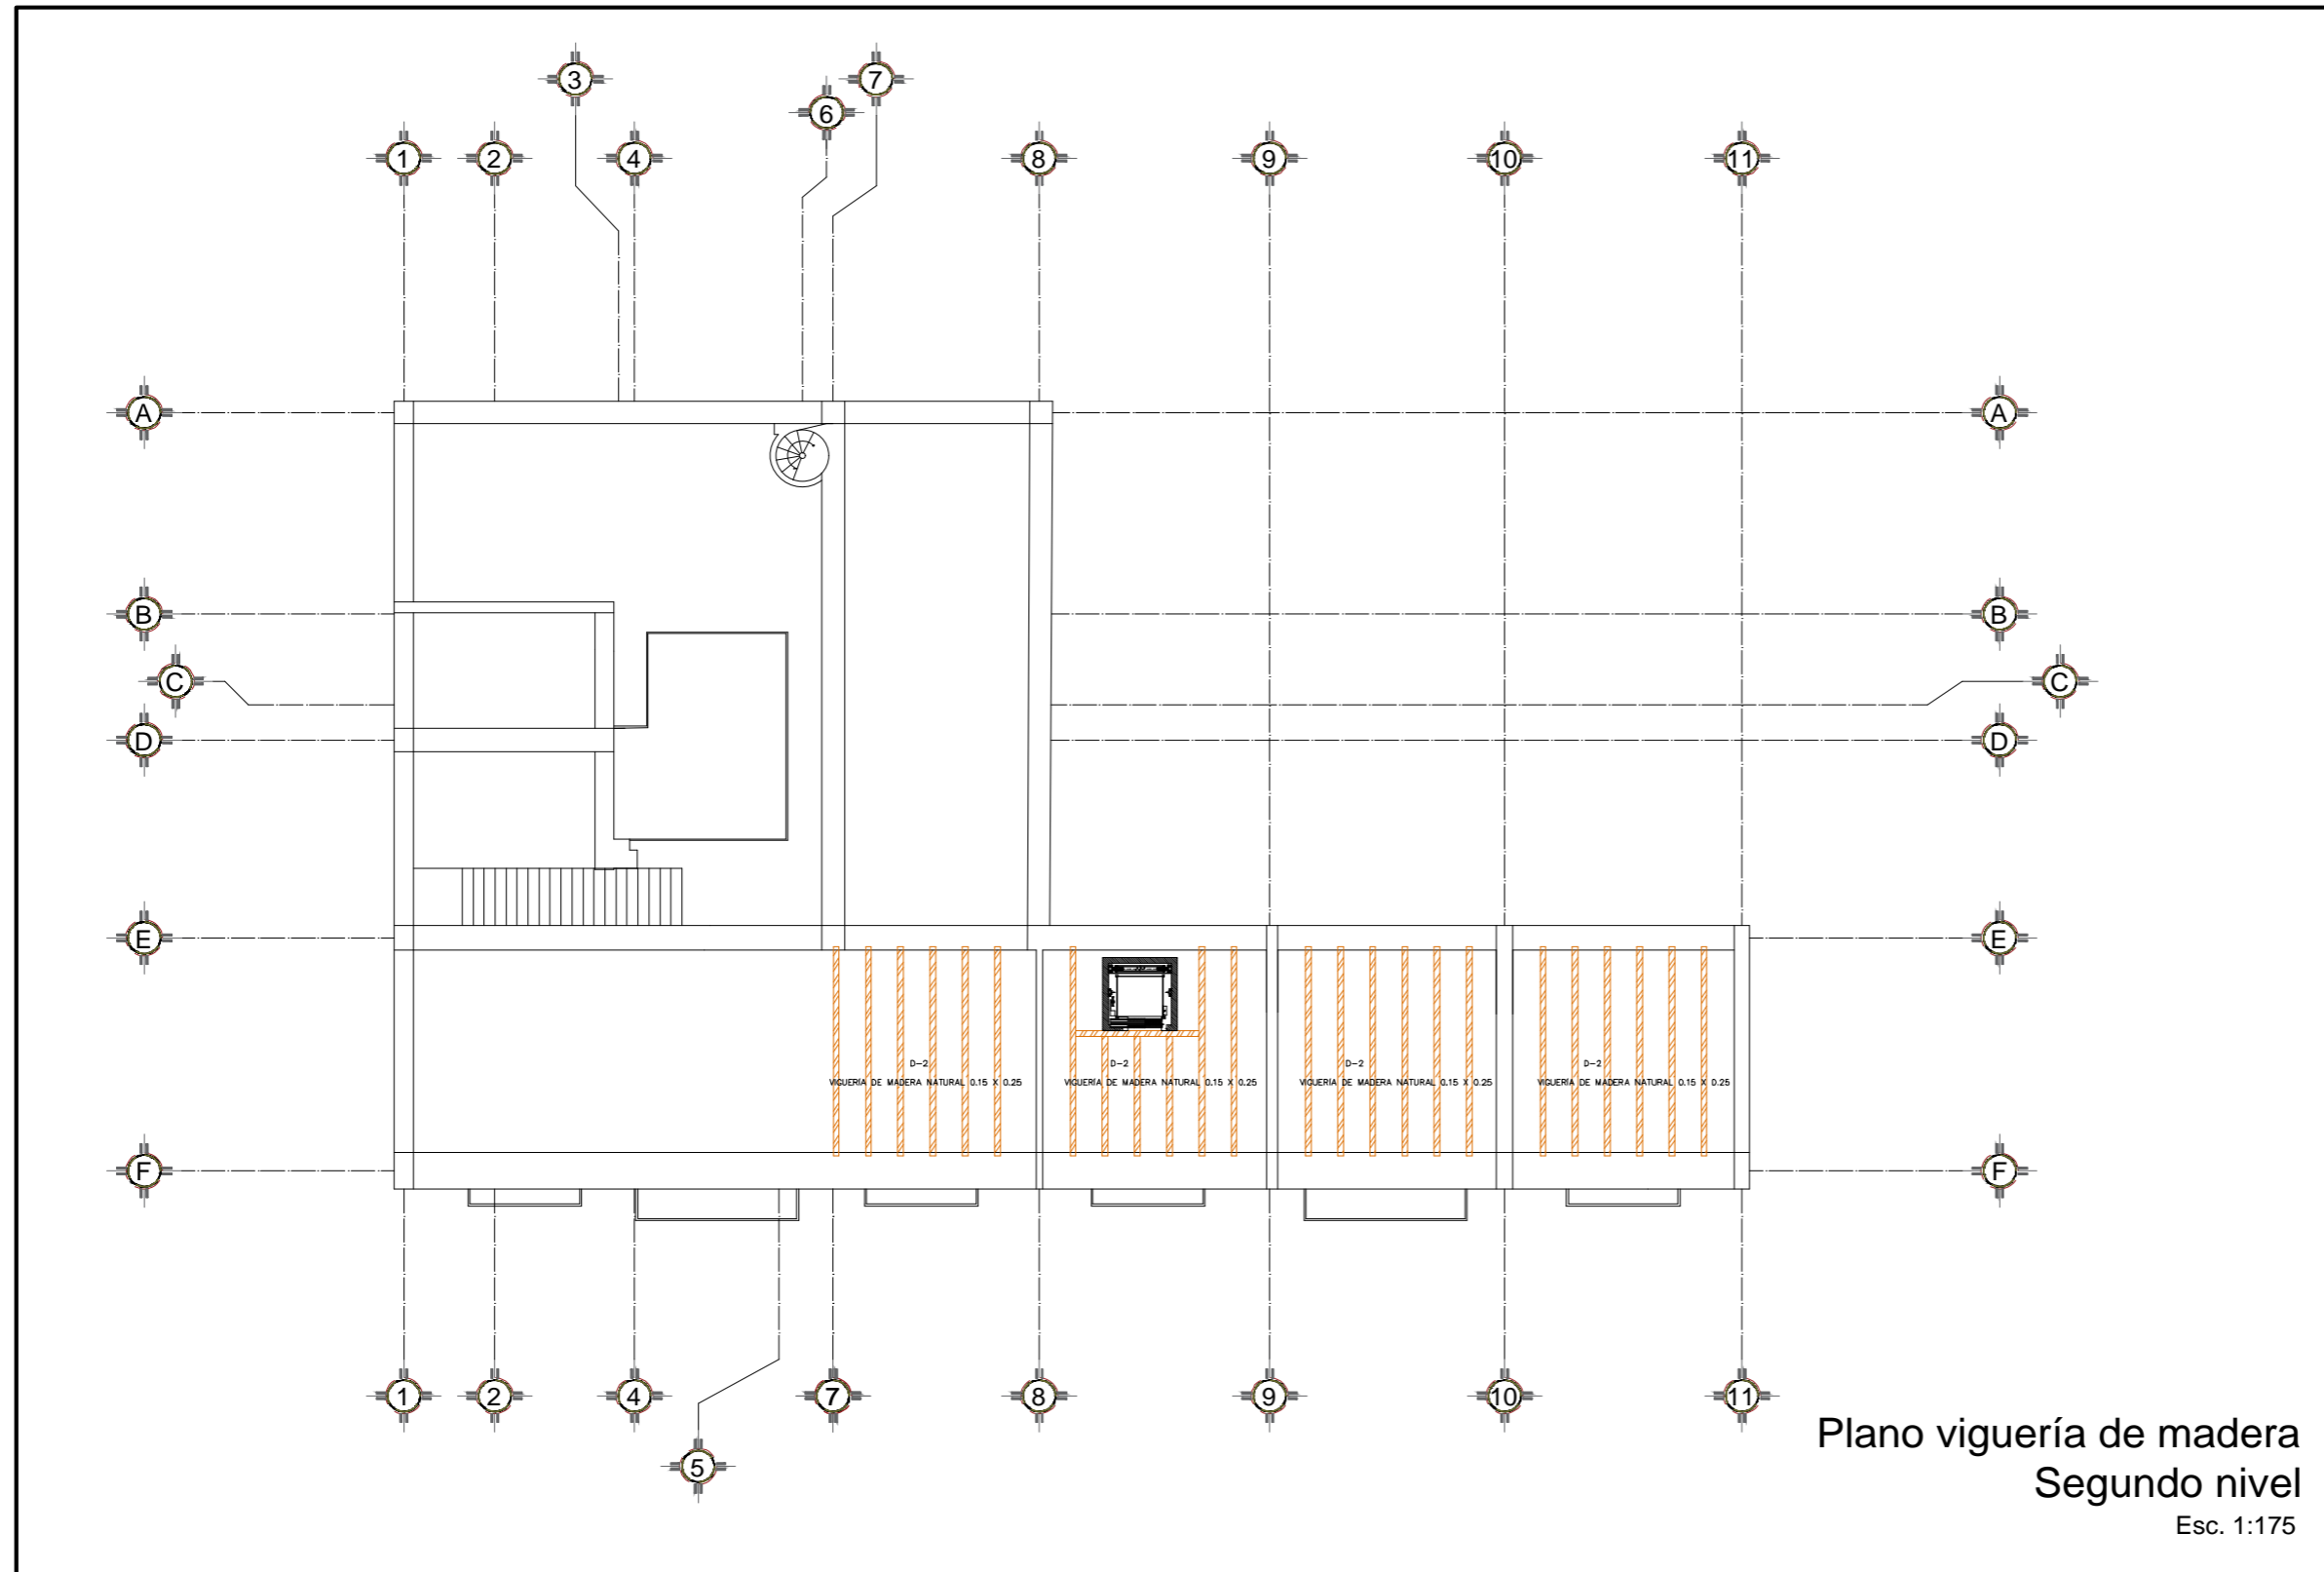 3
7
6
1
2
4
8
9
10
11
A
A
B
B
C
C
D
D
E
E
D-2
VIGUERÍA DE MADERA NATURAL 0.15 X 0.25
D-2
VIGUERÍA DE MADERA NATURAL 0.15 X 0.25
D-2
VIGUERÍA DE MADERA NATURAL 0.15 X 0.25
D-2
VIGUERÍA DE MADERA NATURAL 0.15 X 0.25
F
F
1
2
4
7
8
9
10
11
5
Plano viguería de madera
Segundo nivel
Esc. 1:175